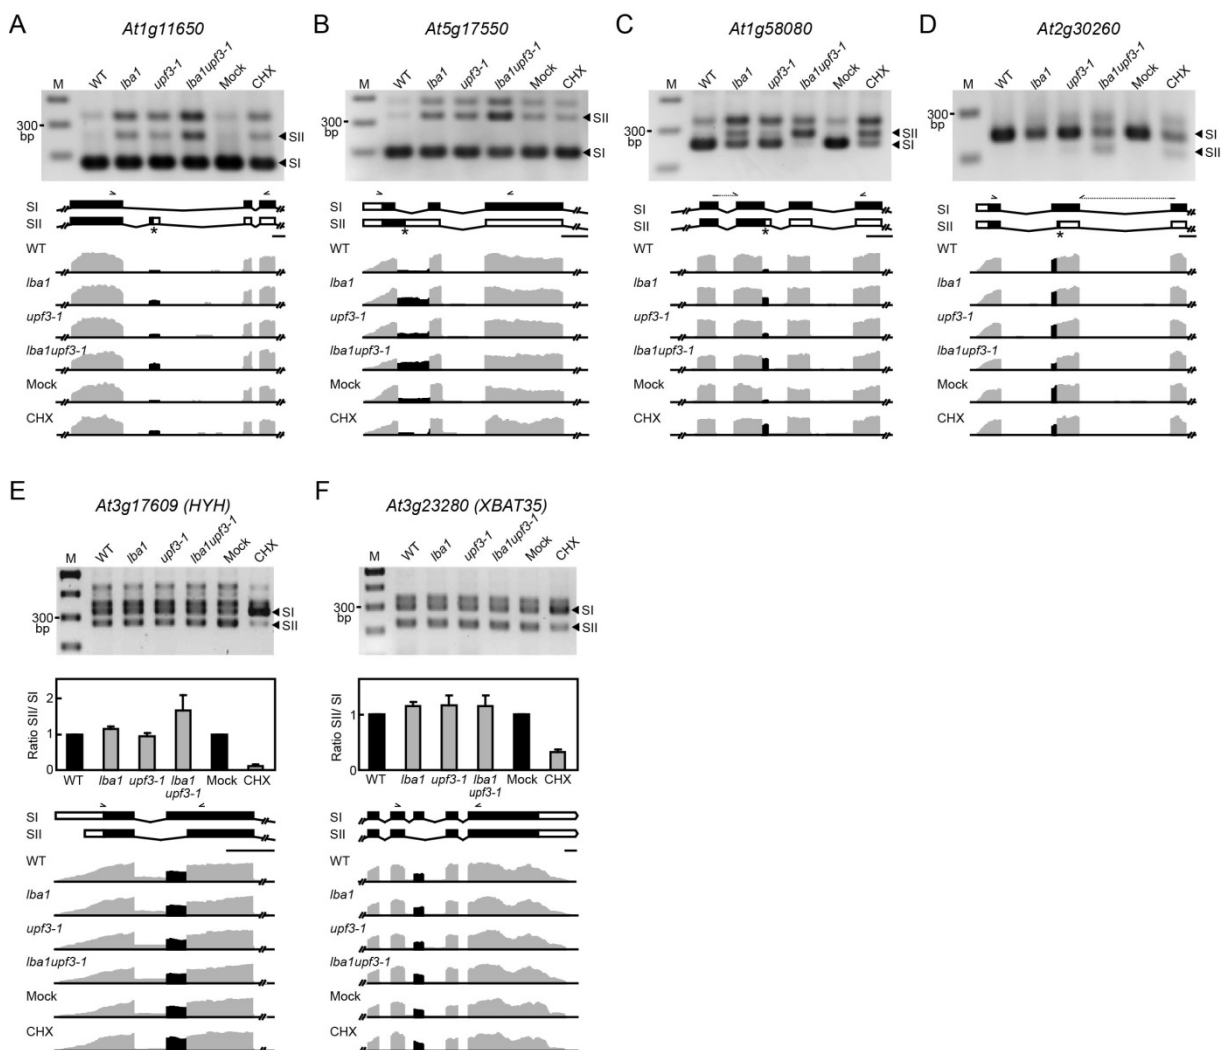 A
At1g11650
M
WT
lba1
upf3-1
lba1upf3-1
Mock
CHX
300
bp
SII
SI
SI
SII
*
WT
lba1
upf3-1
lba1upf3-1
Mock
CHX
B
At5g17550
M
WT
lba1
upf3-1
lba1upf3-1
Mock
CHX
300
bp
SII
SI
SI
SII
*
WT
lba1
upf3-1
lba1upf3-1
Mock
CHX
C
At1g58080
M
WT
lba1
upf3-1
lba1upf3-1
Mock
CHX
300
bp
SII
SI
SI
SII
*
WT
lba1
upf3-1
lba1upf3-1
Mock
CHX
D
At2g30260
M
WT
lba1
upf3-1
lba1upf3-1
Mock
CHX
300
bp
SI
SII
SI
SII
*
WT
lba1
upf3-1
lba1upf3-1
Mock
CHX
E
At3g17609 (HYH)
M
WT
lba1
upf3-1
lba1upf3-1
Mock
CHX
300
bp
SI
SII
Ratio SII/ SI
2
1
0
WT lba1 upf3-1 lba1 Mock CHX
upf3-1
SI
SII
WT
lba1
upf3-1
lba1upf3-1
Mock
CHX
F
At3g23280 (XBAT35)
M
WT
lba1
upf3-1
lba1upf3-1
Mock
CHX
300
bp
SI
SII
Ratio SII/ SI
1
0
WT lba1 upf3-1 lba1 Mock CHX
upf3-1
SI
SII
WT
lba1
upf3-1
lba1upf3-1
Mock
CHX